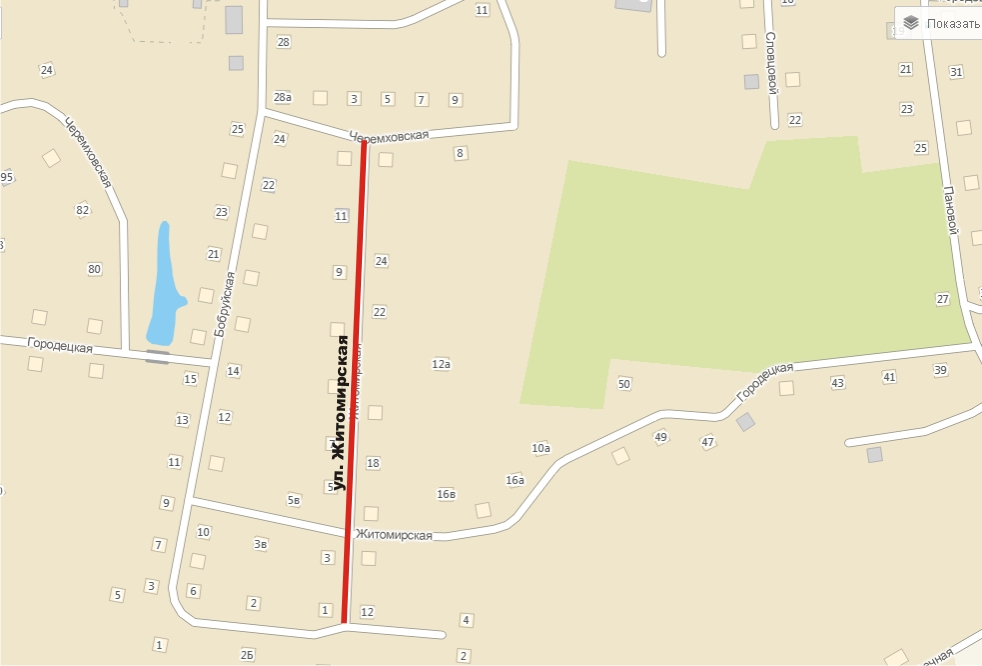 11
Показать
28
24
28а
3
5
7
9
Словцовой
22
21
31
23
25
Черемховская
25
24
Черемховская
8
95
22
82
23
11
21
24
80
9
22
Бобруйская
Пановой
27
Городецкая
15
14
12а
ул. Житомирская
50
Городецкая
43
41
39
13
12
49
47
10а
11
18
16а
16в
5в
9
10
Житомирская
7
3в
3
5
3
6
2
1
12
4
1
2Б
2